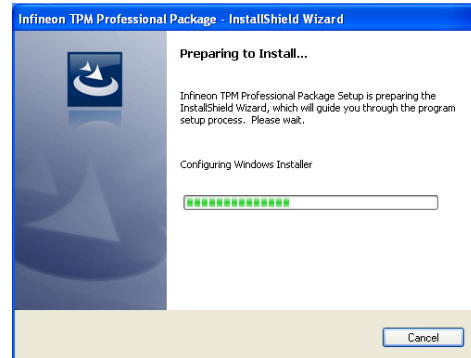 Infineon TPM Professional Package - InstallShield Wizard
Preparing to Install...
Infineon TPM Professional Package Setup is preparing the
InstallShield Wizard, which will guide you through the program
setup process.  Please wait.
Configuring Windows Installer
Cancel